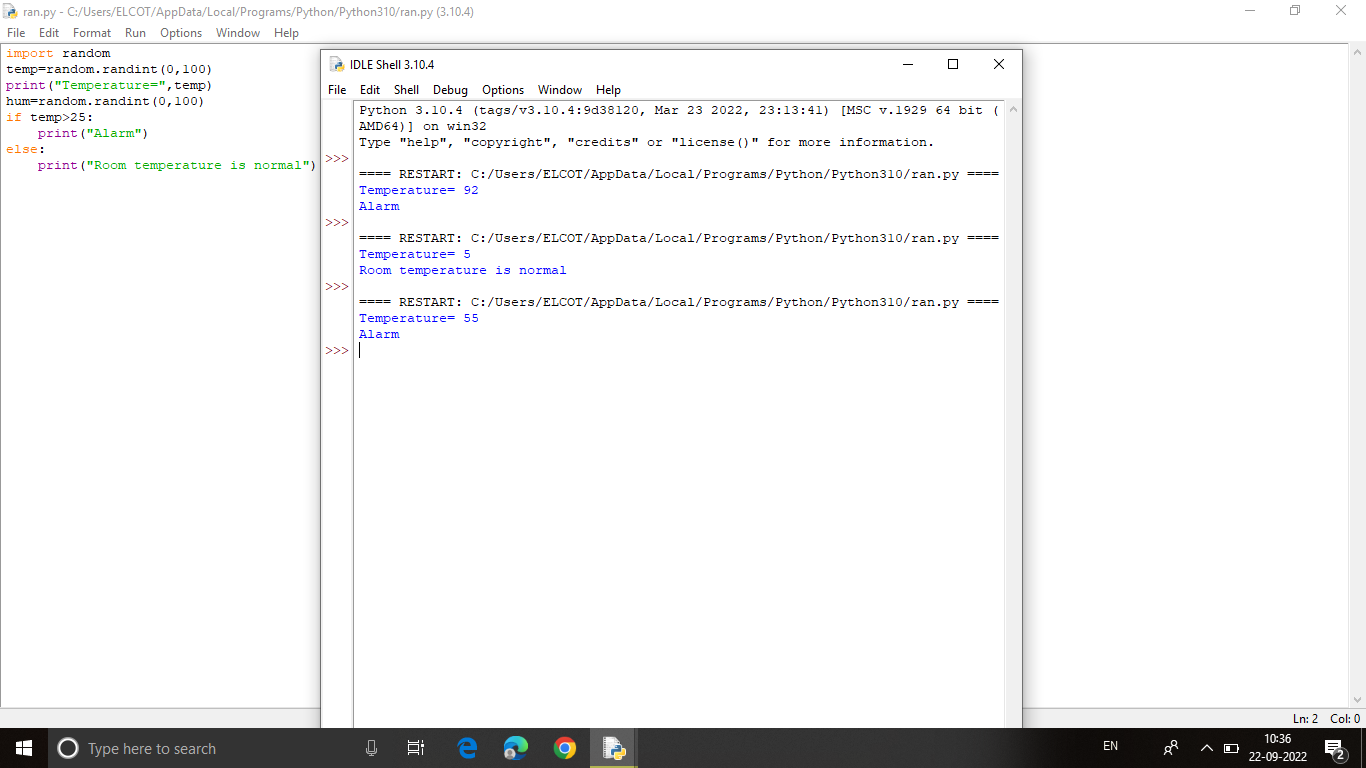 ran.py - C:/Users/ELCOT/AppData/Local/Programs/Python/Python310/ran.py (3.10.4)
File Edit Format Run Options Window Help
import random
temp=random.randint(0,100)
print("Temperature=",temp)
hum=random.randint(0,100)
if temp>25:
    print("Alarm")
else:
    print("Room temperature is normal")
IDLE Shell 3.10.4
File Edit Shell Debug Options Window Help
Python 3.10.4 (tags/v3.10.4:9d38120, Mar 23 2022, 23:13:41) [MSC v.1929 64 bit (
AMD64)] on win32
Type "help", "copyright", "credits" or "license()" for more information.
>>>
==== RESTART: C:/Users/ELCOT/AppData/Local/Programs/Python/Python310/ran.py ====
Temperature= 92
Alarm
>>>
==== RESTART: C:/Users/ELCOT/AppData/Local/Programs/Python/Python310/ran.py ====
Temperature= 5
Room temperature is normal
>>>
==== RESTART: C:/Users/ELCOT/AppData/Local/Programs/Python/Python310/ran.py ====
Temperature= 55
Alarm
>>>
Ln: 2 Col: 0
Type here to search
EN
10:36
22-09-2022
2